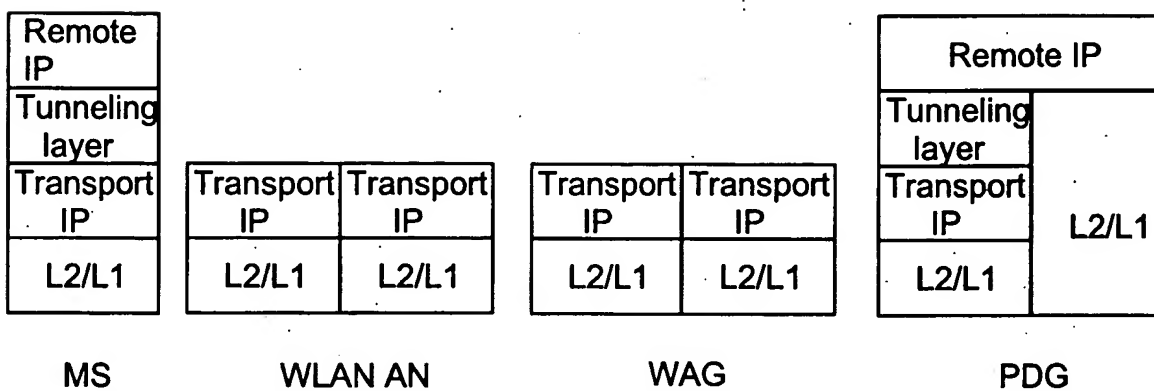 Remote
IP
Tunneling
layer
Transport
IP
L2/L1
MS
Transport
IP
Transport
IP
L2/L1
L2/L1
WLAN AN
Transport
IP
Transport
IP
L2/L1
L2/L1
WAG
Remote IP
Tunneling
layer
Transport
IP
L2/L1
L2/L1
PDG